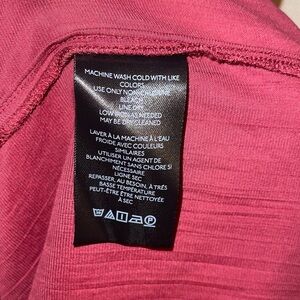 MACHINE WASH COLD WITH LIKE
COLORS
USE ONLY NON-CHLORINE
BLEACH
LINE DRY
LOW IRON AS NEEDED
MAY BE DRY CLEANED
LAVER À LA MACHINE À L'EAU
FROIDE AVEC COULEURS
SIMILAIRES
UTILISER UN AGENT DE
BLANCHIMENT SANS CHLORE SI
NÉCESSAIRE
LIGNE SEC
REPASSER, AU BESOIN, À TRÈS
BASSE TEMPÉRATURE
PEUT-ÊTRE ÊTRE NETTOYÉE
À SEC